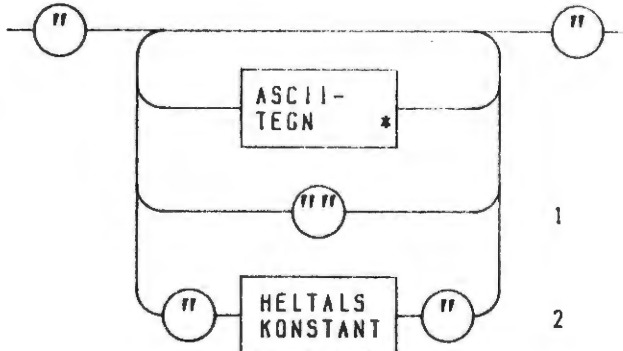 " "
ASCII-
TEGN *
"" 1
" HELTALS "
KONSTANT 2